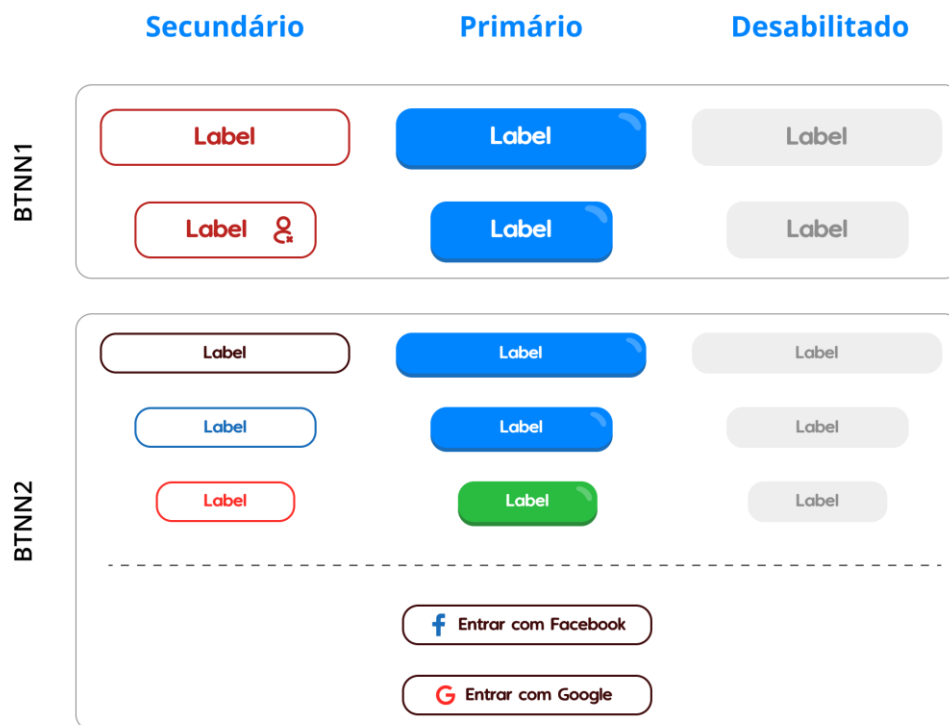 Secundário Primário Desabilitado
BTNN1
Label Label Label
Label Label Label
BTNN2
Label Label Label
Label Label Label
Label Label Label
Entrar com Facebook
Entrar com Google